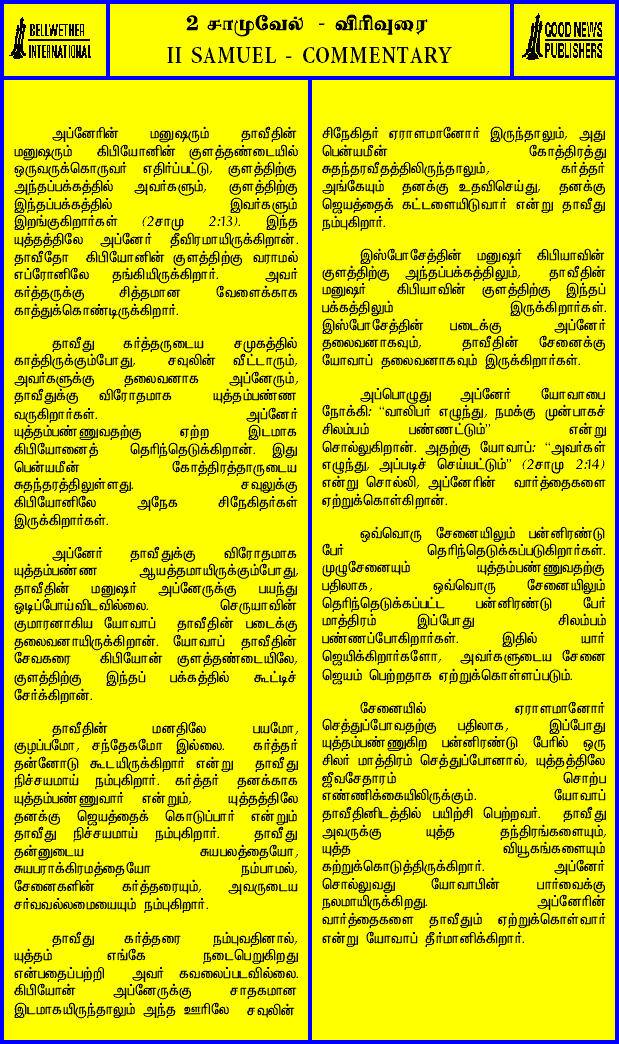 BELLWETHER
INTERNATIONAL
2 சாமுவேல் - விரிவுரை
II SAMUEL - COMMENTARY
GOOD NEWS
PUBLISHERS
அப்னேரின் மனுஷரும் தாவீதின்
மனுஷரும் கிபியோனின் குளத்தண்டையில்
ஒருவருக்கொருவர் எதிர்ப்பட்டு, குளத்திற்கு
அந்தப்பக்கத்தில் அவர்களும், குளத்திற்கு
இந்தப்பக்கத்தில் இவர்களும்
இறங்குகிறார்கள் (2சாமு 2:13). இந்த
யுத்தத்திலே அப்னேர் தீவிரமாயிருக்கிறான்.
தாவீதோ கிபியோனின் குளத்திற்கு வராமல்
எப்ரோனிலே தங்கியிருக்கிறார். அவர்
கர்த்தருக்கு சித்தமான வேளைக்காக
காத்துக்கொண்டிருக்கிறார்.
தாவீது கர்த்தருடைய சமுகத்தில்
காத்திருக்கும்போது, சவுலின் வீட்டாரும்,
அவர்களுக்கு தலைவனாக அப்னேரும்,
தாவீதுக்கு விரோதமாக யுத்தம்பண்ண
வருகிறார்கள். அப்னேர்
யுத்தம்பண்ணுவதற்கு ஏற்ற இடமாக
கிபியோனைத் தெரிந்தெடுக்கிறான். இது
பென்யமீன் கோத்திரத்தாருடைய
சுதந்தரத்திலுள்ளது. சவுலுக்கு
கிபியோனிலே அநேக சிநேகிதர்கள்
இருக்கிறார்கள்.
அப்னேர் தாவீதுக்கு விரோதமாக
யுத்தம்பண்ண ஆயத்தமாயிருக்கும்போது,
தாவீதின் மனுஷர் அப்னேருக்கு பயந்து
ஓடிப்போய்விடவில்லை. செருயாவின்
குமாரனாகிய யோவாப் தாவீதின் படைக்கு
தலைவனாயிருக்கிறான். யோவாப் தாவீதின்
சேவகரை கிபியோன் குளத்தண்டையிலே,
குளத்திற்கு இந்தப் பக்கத்தில் கூட்டிச்
சேர்க்கிறான்.
தாவீதின் மனதிலே பயமோ,
குழப்பமோ, சந்தேகமோ இல்லை. கர்த்தர்
தன்னோடு கூடயிருக்கிறார் என்று தாவீது
நிச்சயமாய் நம்புகிறார். கர்த்தர் தனக்காக
யுத்தம்பண்ணுவார் என்றும், யுத்தத்திலே
தனக்கு ஜெயத்தைக் கொடுப்பார் என்றும்
தாவீது நிச்சயமாய் நம்புகிறார். தாவீது
தன்னுடைய சுயபலத்தையோ,
சுயபராக்கிரமத்தையோ நம்பாமல்,
சேனைகளின் கர்த்தரையும், அவருடைய
சர்வவல்லமையையும் நம்புகிறார்.
தாவீது கர்த்தரை நம்புவதினால்,
யுத்தம் எங்கே நடைபெறுகிறது
என்பதைப்பற்றி அவர் கவலைப்படவில்லை.
கிபியோன் அப்னேருக்கு சாதகமான
இடமாகயிருந்தாலும் அந்த ஊரிலே சவுலின்
சிநேகிதர் ஏராளமானோர் இருந்தாலும், அது
பென்யமீன் கோத்திரத்து
சுதந்தரவீதத்திலிருந்தாலும், கர்த்தர்
அங்கேயும் தனக்கு உதவிசெய்து, தனக்கு
ஜெயத்தைக் கட்டளையிடுவார் என்று தாவீது
நம்புகிறார்.
இஸ்போசேத்தின் மனுஷர் கிபியாவின்
குளத்திற்கு அந்தப்பக்கத்திலும், தாவீதின்
மனுஷர் கிபியாவின் குளத்திற்கு இந்தப்
பக்கத்திலும் இருக்கிறார்கள்.
இஸ்போசேத்தின் படைக்கு அப்னேர்
தலைவனாகவும், தாவீதின் சேனைக்கு
யோவாப் தலைவனாகவும் இருக்கிறார்கள்.
அப்பொழுது அப்னேர் யோவாபை
நோக்கி: “வாலிபர் எழுந்து, நமக்கு முன்பாகச்
சிலம்பம் பண்ணட்டும்” என்று
சொல்லுகிறான். அதற்கு யோவாப்: “அவர்கள்
எழுந்து, அப்படிச் செய்யட்டும்” (2சாமு 2:14)
என்று சொல்லி, அப்னேரின் வார்த்தைகளை
ஏற்றுக்கொள்கிறான்.
ஒவ்வொரு சேனையிலும் பன்னிரண்டு
பேர் தெரிந்தெடுக்கப்படுகிறார்கள்.
முழுசேனையும் யுத்தம்பண்ணுவதற்கு
பதிலாக, ஒவ்வொரு சேனையிலும்
தெரிந்தெடுக்கப்பட்ட பன்னிரண்டு பேர்
மாத்திரம் இப்போது சிலம்பம்
பண்ணப்போகிறார்கள். இதில் யார்
ஜெயிக்கிறார்களோ, அவர்களுடைய சேனை
ஜெயம் பெற்றதாக ஏற்றுக்கொள்ளப்படும்.
சேனையில் ஏராளமானோர்
செத்துப்போவதற்கு பதிலாக, இப்போது
யுத்தம்பண்ணுகிற பன்னிரண்டு பேரில் ஒரு
சிலர் மாத்திரம் செத்துப்போனால், யுத்தத்திலே
ஜீவசேதாரம் சொற்ப
எண்ணிக்கையிலிருக்கும். யோவாப்
தாவீதினிடத்தில் பயிற்சி பெற்றவர். தாவீது
அவருக்கு யுத்த தந்திரங்களையும்,
யுத்த வியூகங்களையும்
கற்றுக்கொடுத்திருக்கிறார். அப்னேர்
சொல்லுவது யோவாபின் பார்வைக்கு
நலமாயிருக்கிறது. அப்னேரின்
வார்த்தைகளை தாவீதும் ஏற்றுக்கொள்வார்
என்று யோவாப் தீர்மானிக்கிறார்.